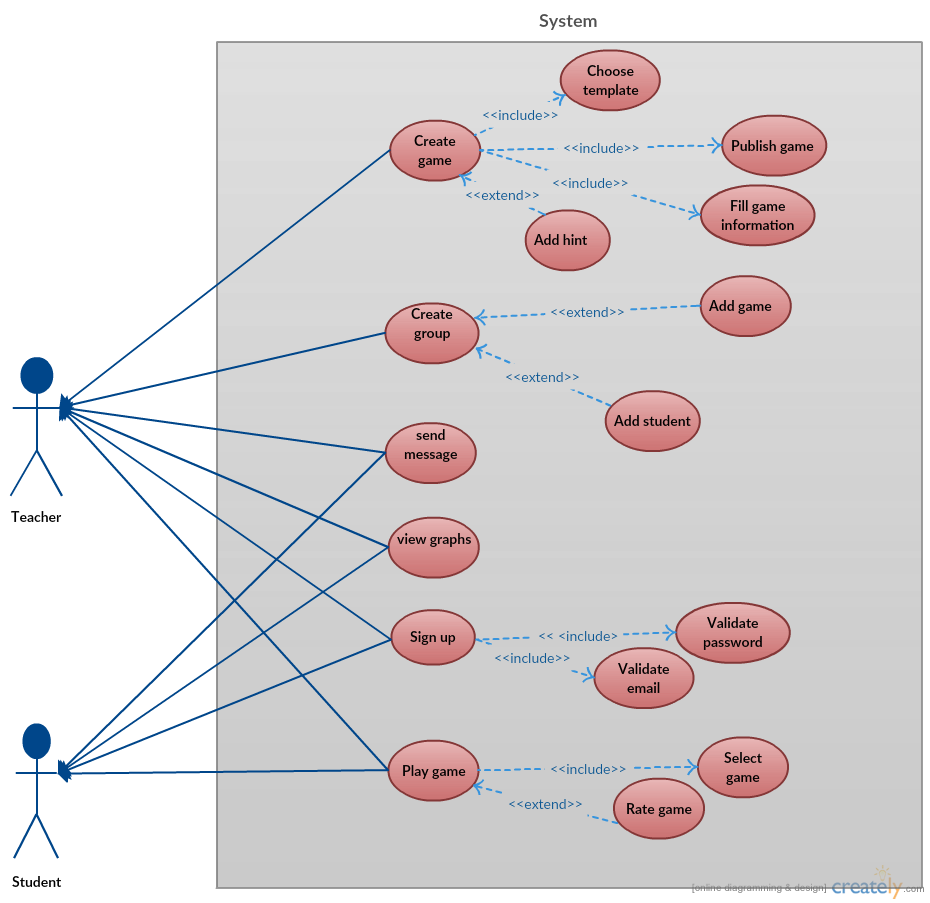 System
Choose
template
<<include>>
Create
game
<<include>>
Publish game
<<include>>
<<extend>>
Fill game
information
Add hint
Create
group
<<extend>>
Add game
<<extend>>
Add student
send
message
Teacher
view graphs
Sign up
<< <include>
Validate
password
<<include>>
Validate
email
Play game
<<include>>
Select
game
<<extend>>
Rate game
Student
[online diagramming & design] creately.com